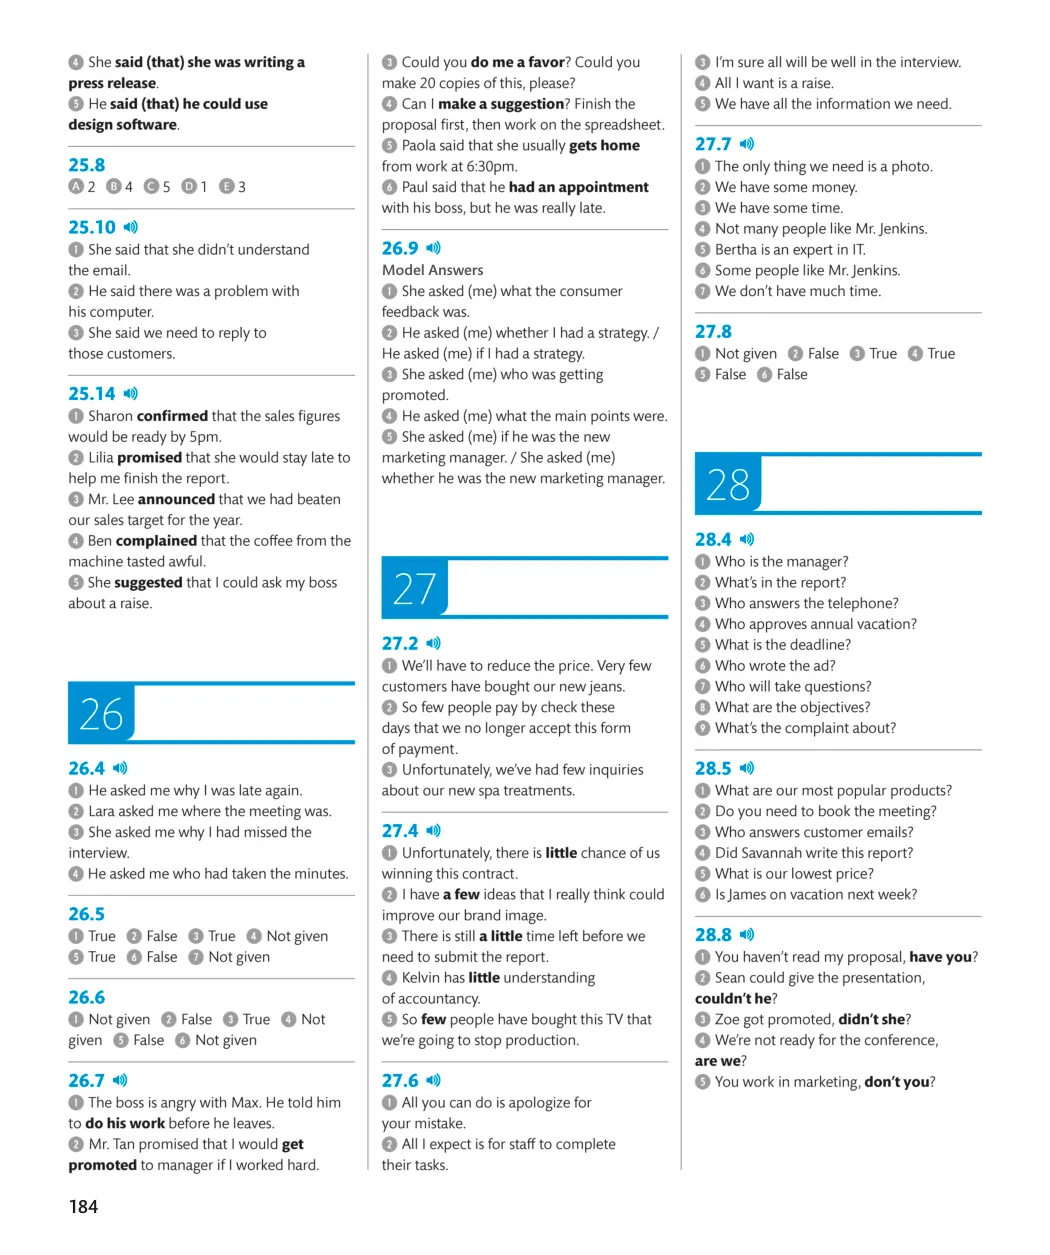 4 She said (that) she was writing a
press release.
5 He said (that) he could use
design software.
25.8
A 2 B 4 C 5 D 1 E 3
25.10
1 She said that she didn't understand
the email.
2 He said there was a problem with
his computer.
3 She said we need to reply to
those customers.
25.14
1 Sharon confirmed that the sales figures
would be ready by 5pm.
2 Lilia promised that she would stay late to
help me finish the report.
3 Mr. Lee announced that we had beaten
our sales target for the year.
4 Ben complained that the coffee from the
machine tasted awful.
5 She suggested that I could ask my boss
about a raise.
26
26.4
1 He asked me why I was late again.
2 Lara asked me where the meeting was.
3 She asked me why I had missed the
interview.
4 He asked me who had taken the minutes.
26.5
1 True 2 False 3 True 4 Not given
5 True 6 False 7 Not given
26.6
1 Not given 2 False 3 True 4 Not
given 5 False 6 Not given
26.7
1 The boss is angry with Max. He told him
to do his work before he leaves.
2 Mr. Tan promised that I would get
promoted to manager if I worked hard.
3 Could you do me a favor? Could you
make 20 copies of this, please?
4 Can I make a suggestion? Finish the
proposal first, then work on the spreadsheet.
5 Paola said that she usually gets home
from work at 6:30pm.
6 Paul said that he had an appointment
with his boss, but he was really late.
26.9
Model Answers
1 She asked (me) what the consumer
feedback was.
2 He asked (me) whether I had a strategy. /
He asked (me) if I had a strategy.
3 She asked (me) who was getting
promoted.
4 He asked (me) what the main points were.
5 She asked (me) if he was the new
marketing manager. / She asked (me)
whether he was the new marketing manager.
27
27.2
1 We'll have to reduce the price. Very few
customers have bought our new jeans.
2 So few people pay by check these
days that we no longer accept this form
of payment.
3 Unfortunately, we've had few inquiries
about our new spa treatments.
27.4
1 Unfortunately, there is little chance of us
winning this contract.
2 I have a few ideas that I really think could
improve our brand image.
3 There is still a little time left before we
need to submit the report.
4 Kelvin has little understanding
of accountancy.
5 So few people have bought this TV that
we're going to stop production.
27.6
1 All you can do is apologize for
your mistake.
2 All I expect is for staff to complete
their tasks.
3 I'm sure all will be well in the interview.
4 All I want is a raise.
5 We have all the information we need.
27.7
1 The only thing we need is a photo.
2 We have some money.
3 We have some time.
4 Not many people like Mr. Jenkins.
5 Bertha is an expert in IT.
6 Some people like Mr. Jenkins.
7 We don't have much time.
27.8
1 Not given 2 False 3 True 4 True
5 False 6 False
28
28.4
1 Who is the manager?
2 What's in the report?
3 Who answers the telephone?
4 Who approves annual vacation?
5 What is the deadline?
6 Who wrote the ad?
7 Who will take questions?
8 What are the objectives?
9 What's the complaint about?
28.5
1 What are our most popular products?
2 Do you need to book the meeting?
3 Who answers customer emails?
4 Did Savannah write this report?
5 What is our lowest price?
6 Is James on vacation next week?
28.8
1 You haven't read my proposal, have you?
2 Sean could give the presentation,
couldn't he?
3 Zoe got promoted, didn't she?
4 We're not ready for the conference,
are we?
5 You work in marketing, don't you?
184